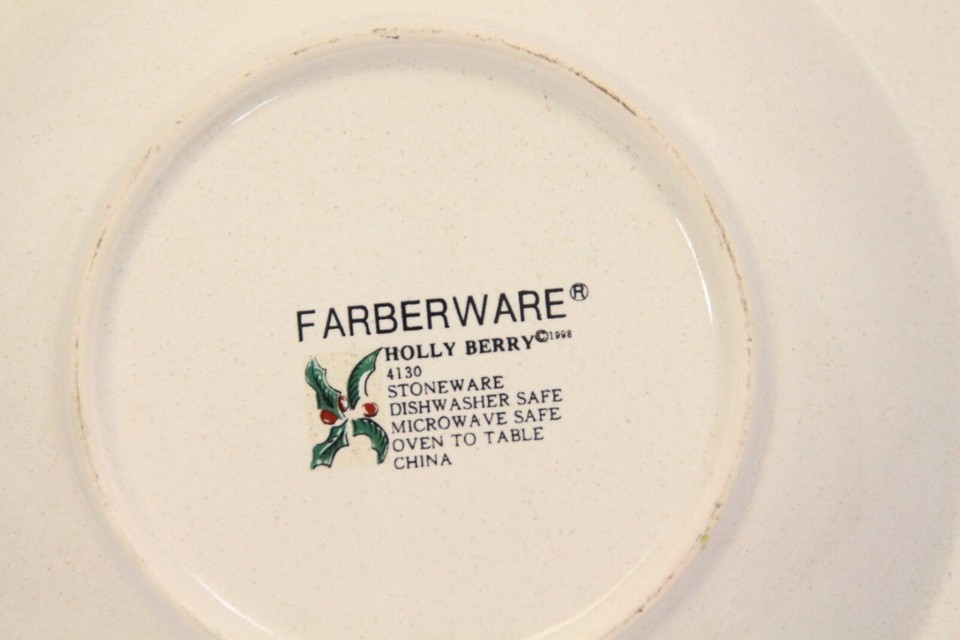 FARBERWARE®
HOLLY BERRY©1998
4130
STONEWARE
DISHWASHER SAFE
MICROWAVE SAFE
OVEN TO TABLE
CHINA